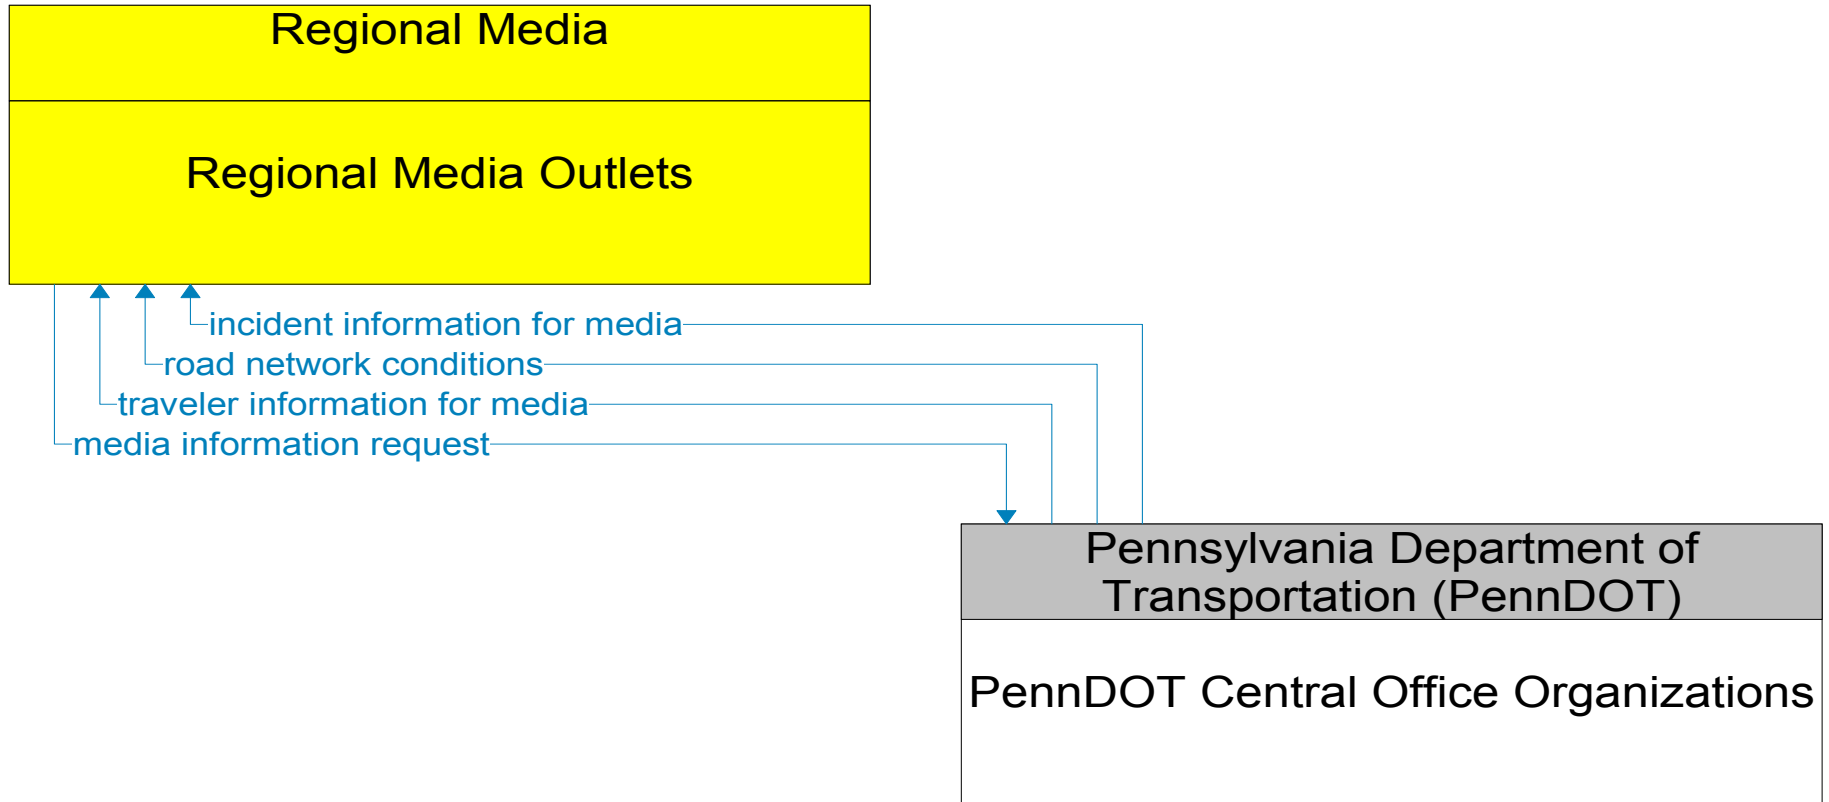 Regional Media
Regional Media Outlets
incident information for media
road network conditions
traveler information for media
media information request
Pennsylvania Department of
Transportation (PennDOT)
PennDOT Central Office Organizations